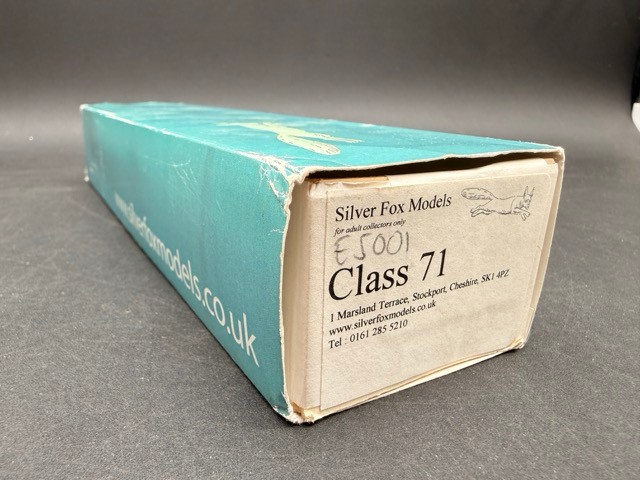 Silver Fox Models
for adult collectors only
E5001
Class 71
1 Marsland Terrace, Stockport, Cheshire, SK1 4PZ
www.silverfoxmodels.co.uk
Tel : 0161 285 5210
www.silverfoxmodels.co.uk